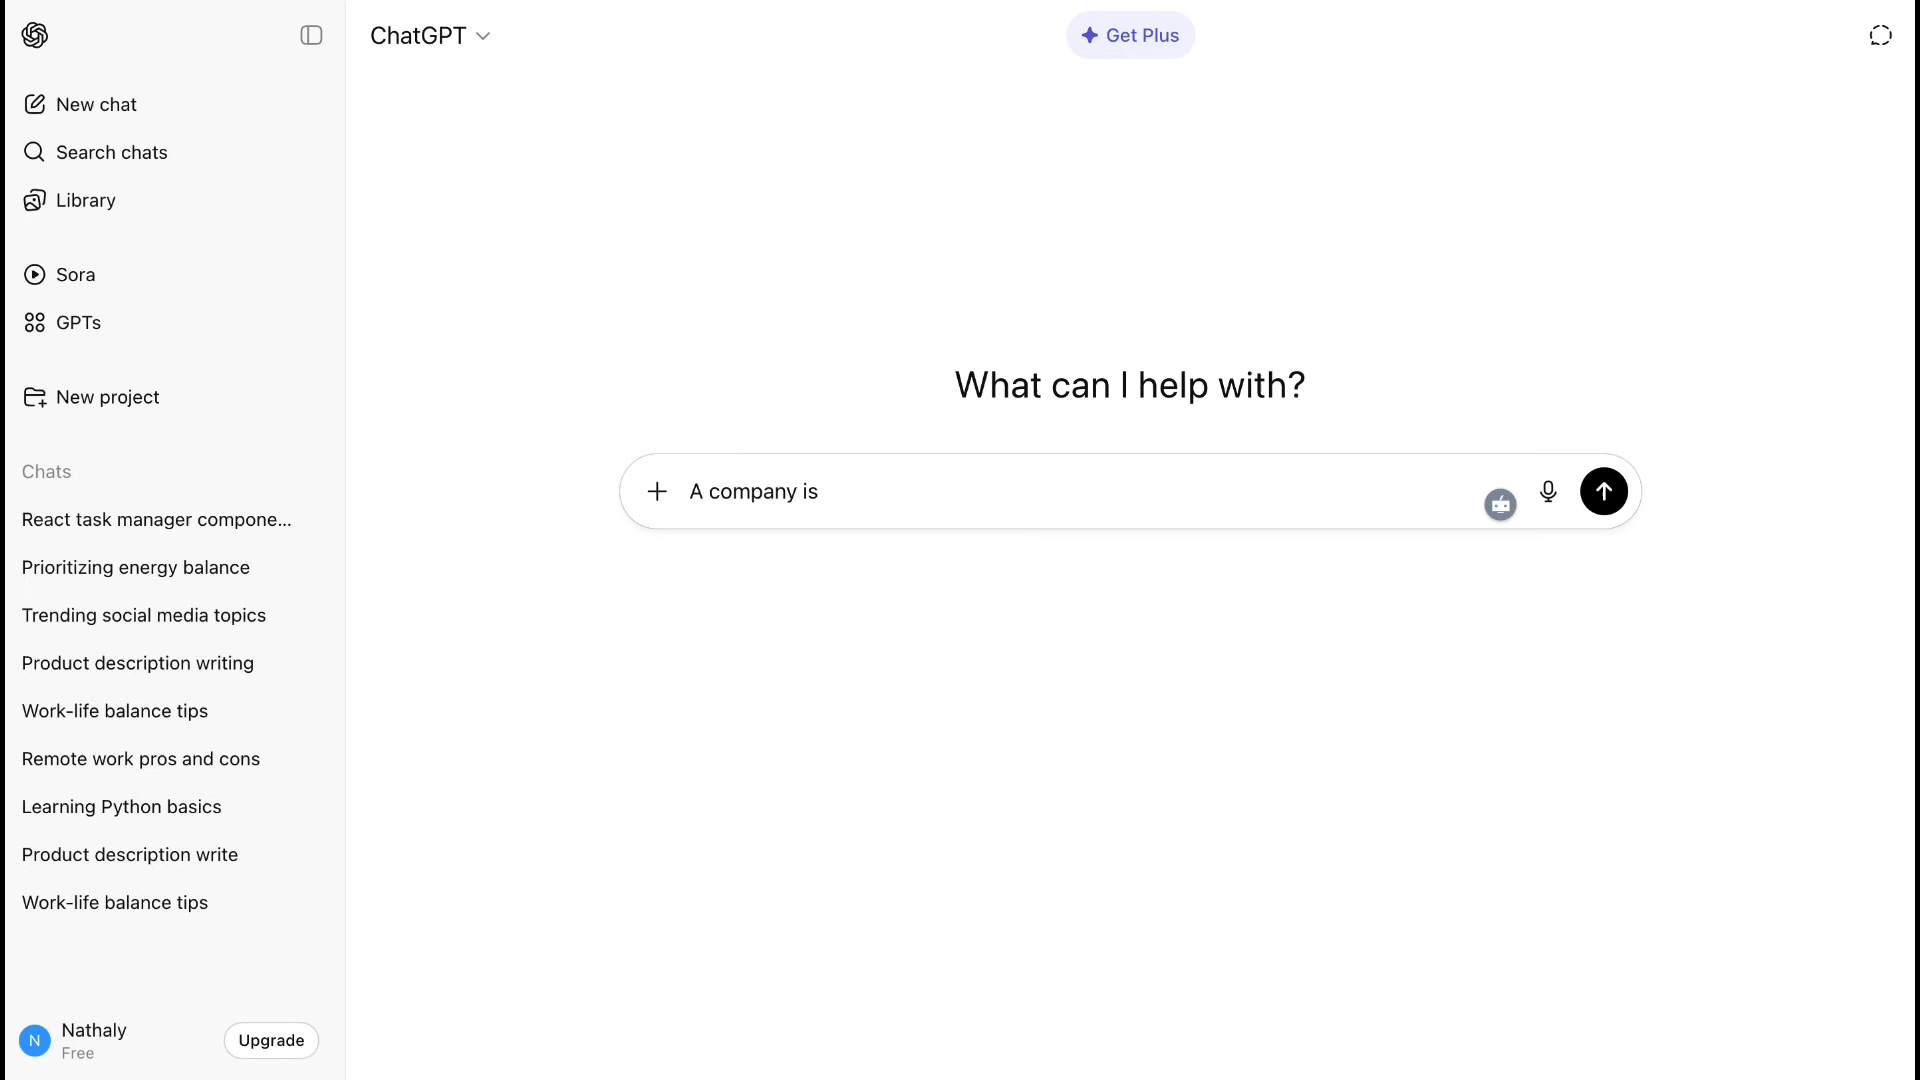 ChatGPT
Get Plus
New chat
Search chats
Library
Sora
GPTs
New project
Chats
React task manager compone...
Prioritizing energy balance
Trending social media topics
Product description writing
Work-life balance tips
Remote work pros and cons
Learning Python basics
Product description write
Work-life balance tips
N
Nathaly
Free
Upgrade
What can I help with?
A company is